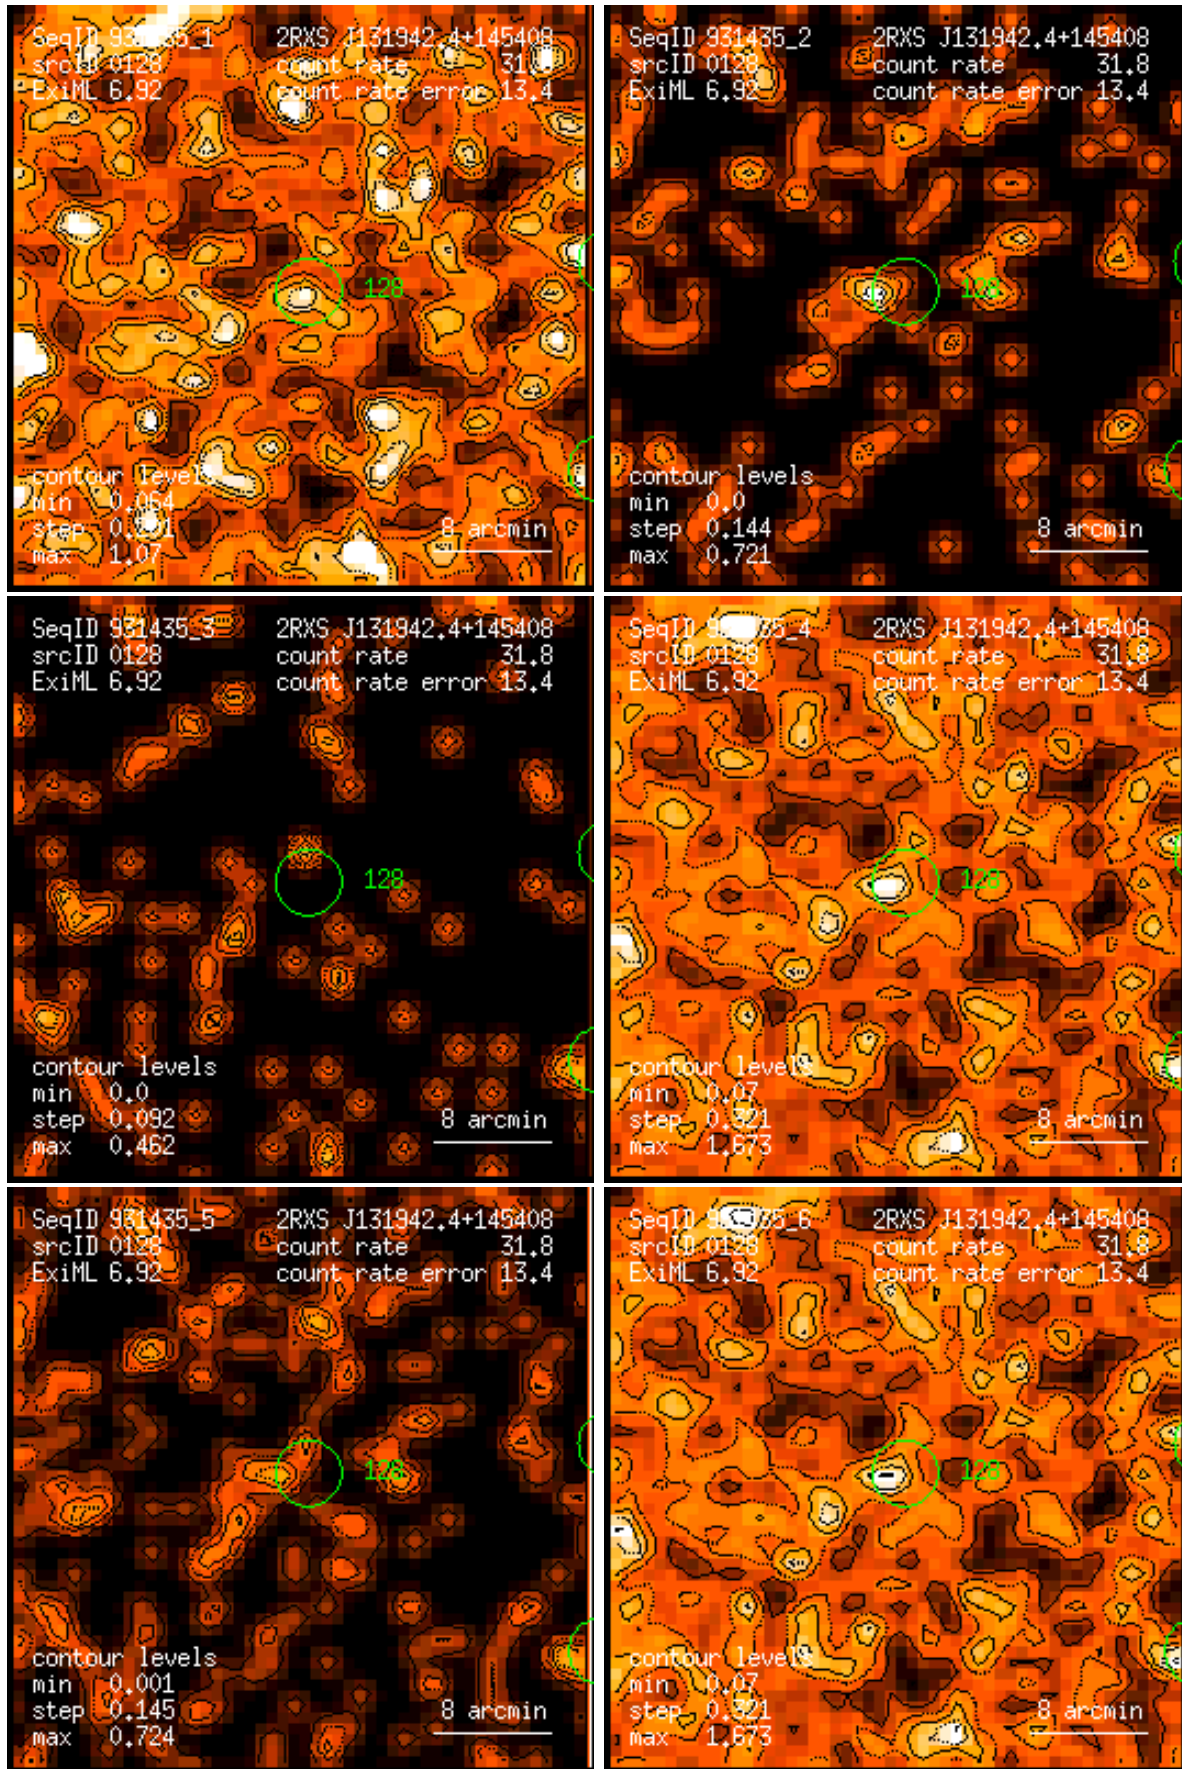 SeqID 931435_1 2RXS J131942.4+145408
srcID 0128 count rate 31.8
ExiML 6.92 count rate error 13.4
128
contour levels
min 0.064
step 0.201
max 1.07
8 arcmin
SeqID 931435_2 2RXS J131942.4+145408
srcID 0128 count rate 31.8
ExiML 6.92 count rate error 13.4
128
contour levels
min 0.0
step 0.144
max 0.721
8 arcmin
SeqID 931435_3 2RXS J131942.4+145408
srcID 0128 count rate 31.8
ExiML 6.92 count rate error 13.4
128
contour levels
min 0.0
step 0.092
max 0.462
8 arcmin
SeqID 931435_4 2RXS J131942.4+145408
srcID 0128 count rate 31.8
ExiML 6.92 count rate error 13.4
128
contour levels
min 0.07
step 0.321
max 1.673
8 arcmin
SeqID 931435_5 2RXS J131942.4+145408
srcID 0128 count rate 31.8
ExiML 6.92 count rate error 13.4
128
contour levels
min 0.001
step 0.145
max 0.724
8 arcmin
SeqID 931435_6 2RXS J131942.4+145408
srcID 0128 count rate 31.8
ExiML 6.92 count rate error 13.4
128
contour levels
min 0.07
step 0.321
max 1.673
8 arcmin